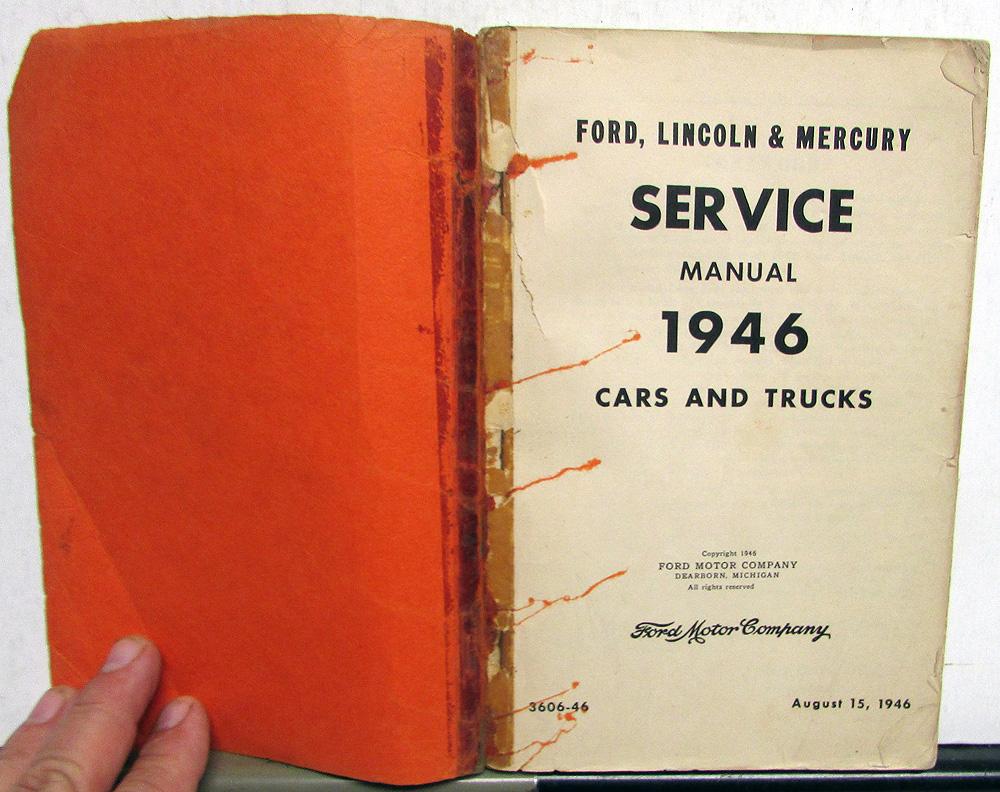 FORD, LINCOLN & MERCURY
SERVICE
MANUAL
1946
CARS AND TRUCKS
Copyright 1946
FORD MOTOR COMPANY
DEARBORN, MICHIGAN
All rights reserved
Ford Motor Company
3606-46
August 15, 1946